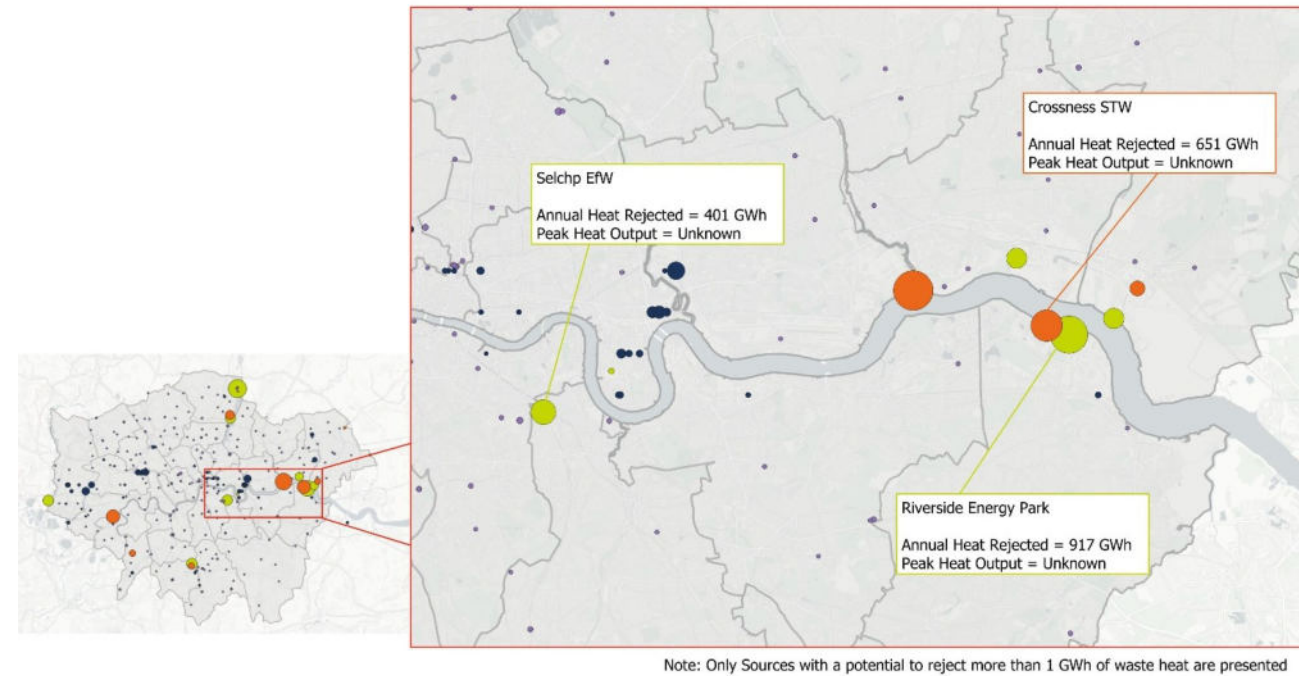 Crossness STW
Annual Heat Rejected = 651 GWh
Peak Heat Output = Unknown
Selchp EfW
Annual Heat Rejected = 401 GWh
Peak Heat Output = Unknown
Riverside Energy Park
Annual Heat Rejected = 917 GWh
Peak Heat Output = Unknown
Note: Only Sources with a potential to reject more than 1 GWh of waste heat are presented